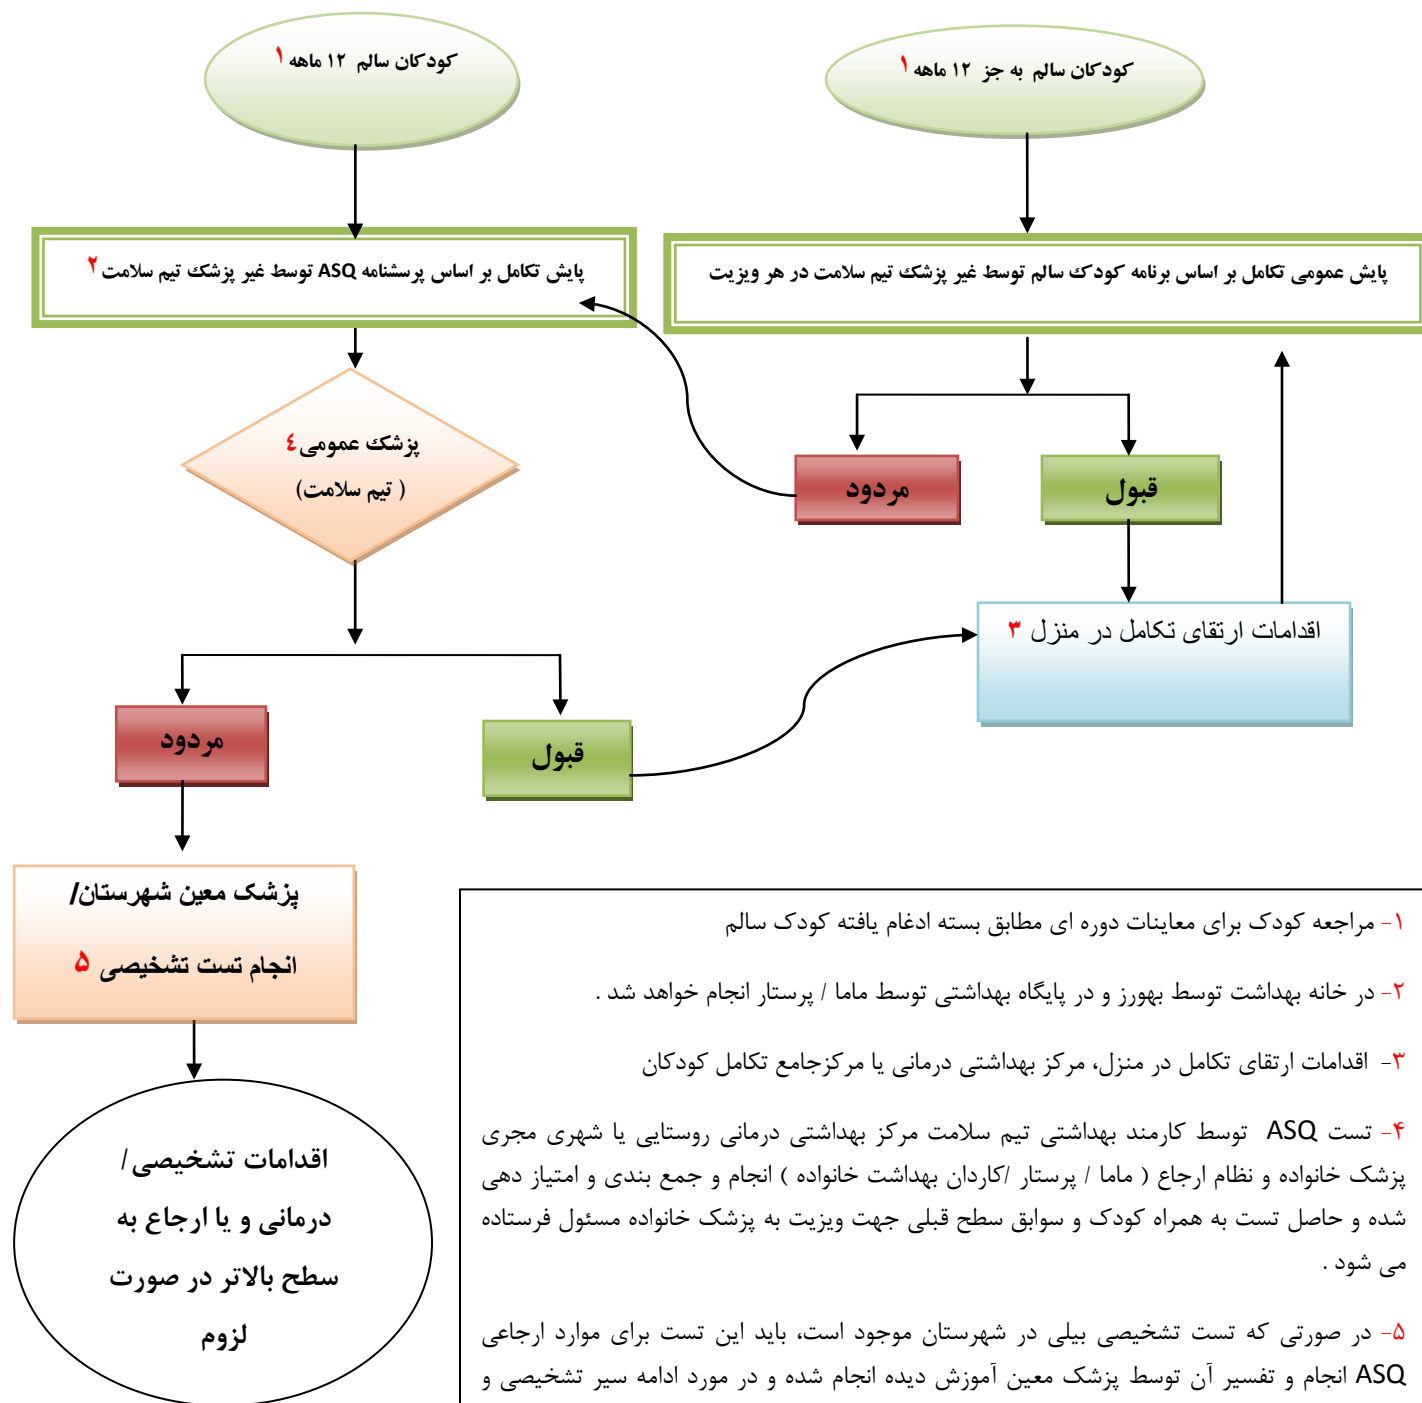 کودکان سالم به جز ۱۲ ماهه ۱
کودکان سالم ۱۲ ماهه ۱
پایش عمومی تکامل بر اساس برنامه کودک سالم توسط غیر پزشک تیم سلامت در هر ویزیت
پایش تکامل بر اساس پرسشنامه ASQ توسط غیر پزشک تیم سلامت ۲
پزشک عمومی ٤
( تیم سلامت)
قبول
مردود
اقدامات ارتقای تکامل در منزل ۳
قبول
مردود
پزشک معین شهرستان/
انجام تست تشخیصی ۵
اقدامات تشخیصی /
درمانی و یا ارجاع به
سطح بالاتر در صورت
لزوم
۱- مراجعه کودک برای معاینات دوره ای مطابق بسته ادغام یافته کودک سالم
۲- در خانه بهداشت توسط بهورز و در پایگاه بهداشتی توسط ماما / پرستار انجام خواهد شد .
۳- اقدامات ارتقای تکامل در منزل، مرکز بهداشتی درمانی یا مرکزجامع تکامل کودکان
۴- تست ASQ توسط کارمند بهداشتی تیم سلامت مرکز بهداشتی درمانی روستایی یا شهری مجری
پزشک خانواده و نظام ارجاع ( ماما / پرستار /کاردان بهداشت خانواده ) انجام و جمع بندی و امتیاز دهی
شده و حاصل تست به همراه کودک و سوابق سطح قبلی جهت ویزیت به پزشک خانواده مسئول فرستاده
می شود .
۵- در صورتی که تست تشخیصی بیلی در شهرستان موجود است، باید این تست برای موارد ارجاعی
ASQ انجام و تفسیر آن توسط پزشک معین آموزش دیده انجام شده و در مورد ادامه سیر تشخیصی و